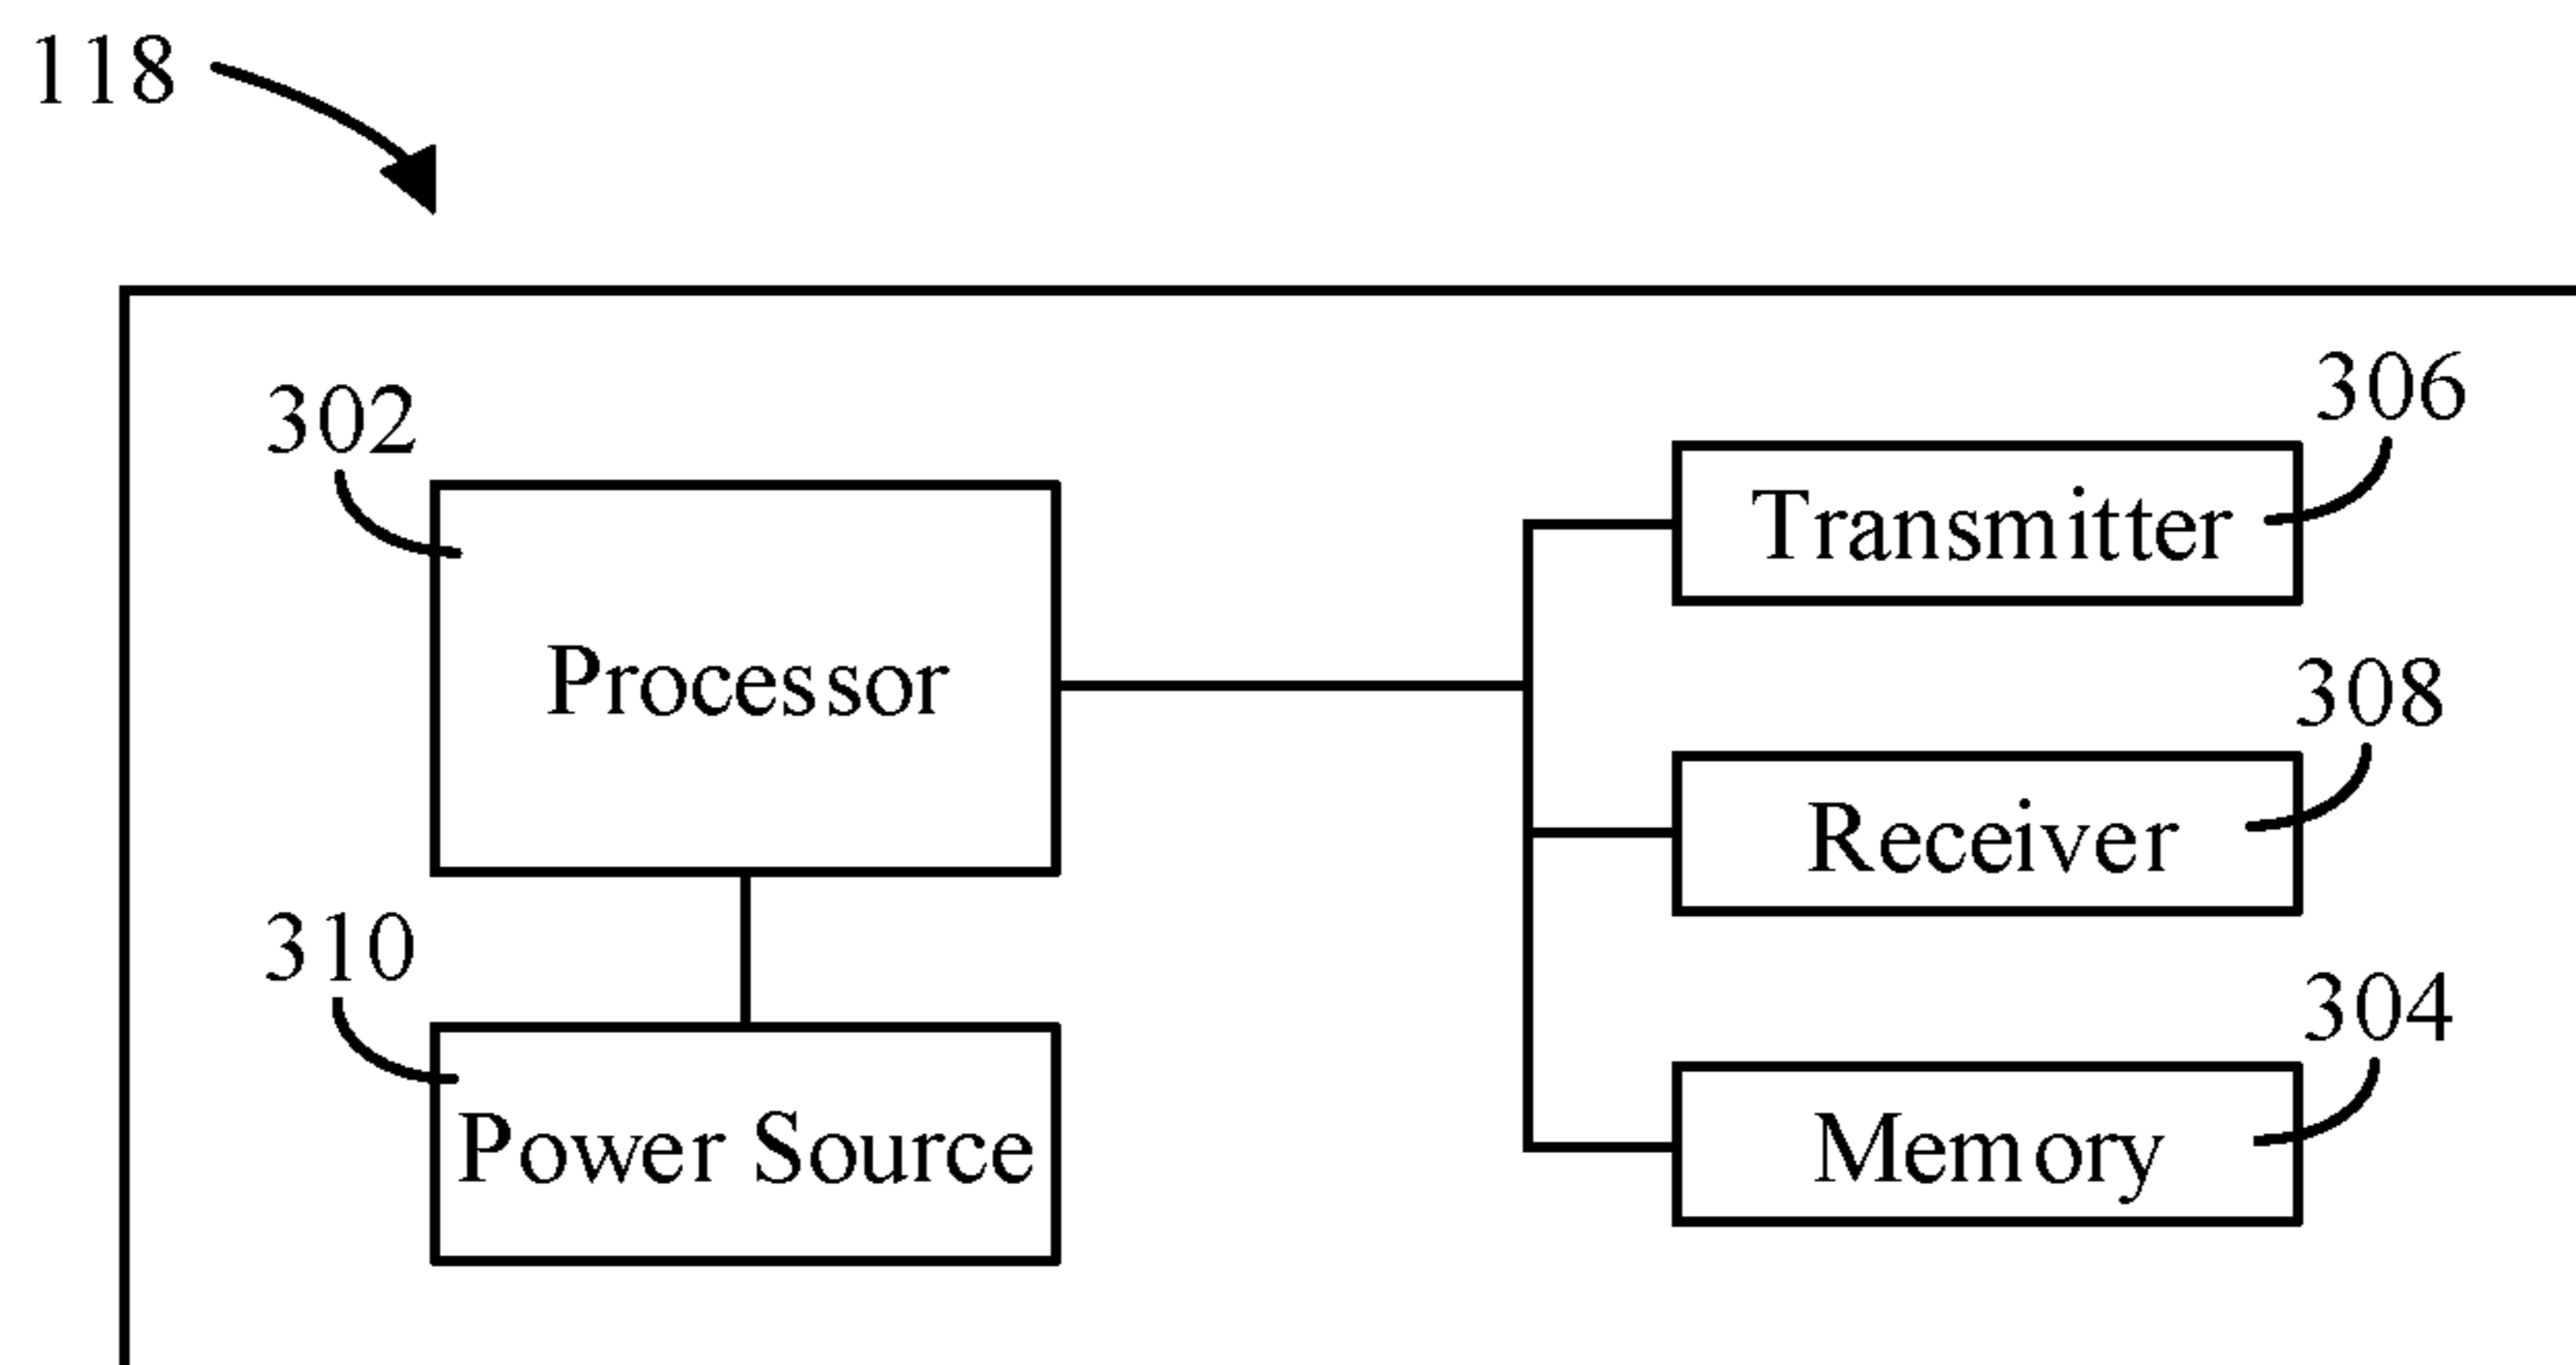 118
302
306
Transmitter
Processor
308
Receiver
310
304
Power Source
Memory